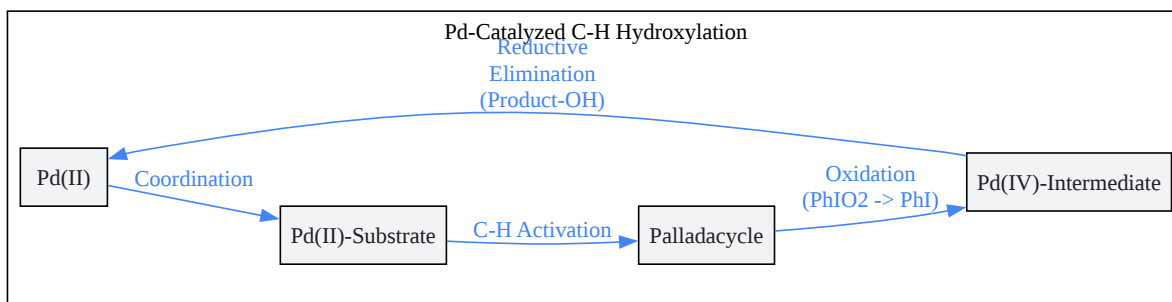 Pd-Catalyzed C-H Hydroxylation
Reductive
Elimination
(Product-OH)
Pd(II)
Coordination
Pd(II)-Substrate
C-H Activation
Palladacycle
Oxidation
(PhIO2 -> PhI)
Pd(IV)-Intermediate